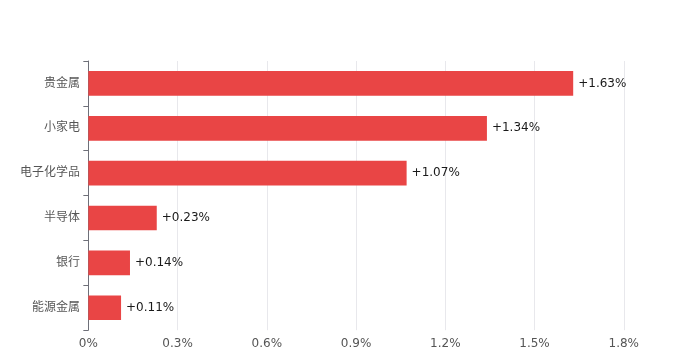 贵金属 +1.63%
小家电 +1.34%
电子化学品 +1.07%
半导体 +0.23%
银行 +0.14%
能源金属 +0.11%
0% 0.3% 0.6% 0.9% 1.2% 1.5% 1.8%